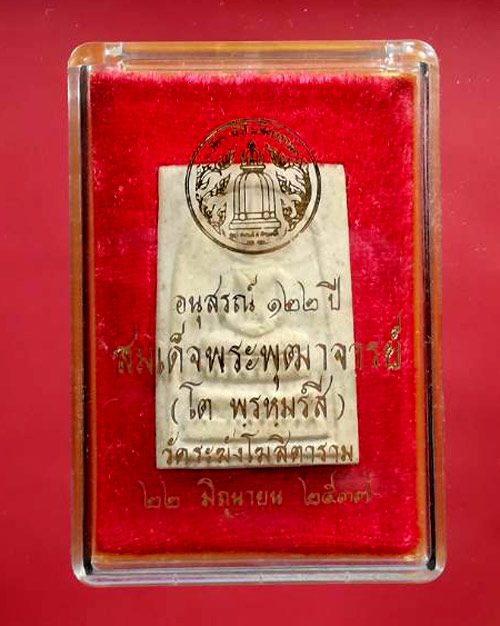 อนุสรณ์ ๑๒๒ ปี
สมเด็จพระพุฒาจารย์
(โต พฺรหฺมรํสี)
วัดระฆังโฆสิตาราม
๒๒ มิถุนายน ๒๕๓๗